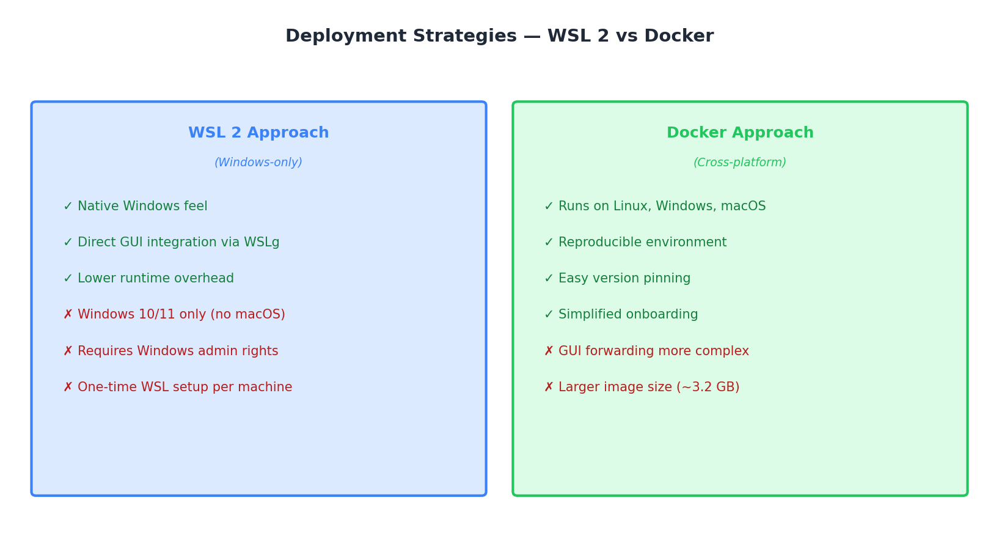 Deployment Strategies — WSL 2 vs Docker
WSL 2 Approach
(Windows-only)
✓ Native Windows feel
✓ Direct GUI integration via WSLg
✓ Lower runtime overhead
✗ Windows 10/11 only (no macOS)
✗ Requires Windows admin rights
✗ One-time WSL setup per machine
Docker Approach
(Cross-platform)
✓ Runs on Linux, Windows, macOS
✓ Reproducible environment
✓ Easy version pinning
✓ Simplified onboarding
✗ GUI forwarding more complex
✗ Larger image size (~3.2 GB)